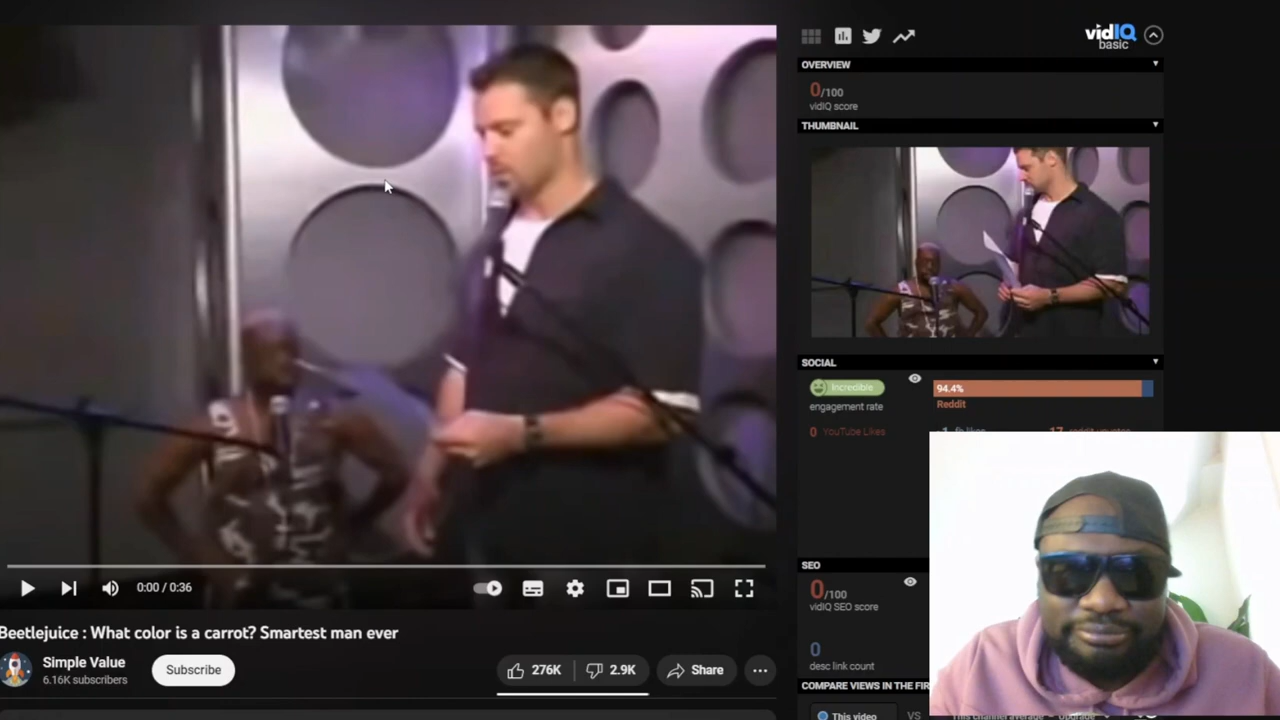 vidIQ
basic
OVERVIEW
0/100
vidIQ score
THUMBNAIL
SOCIAL
Incredible
engagement rate
94.4%
Reddit
0 YouTube Likes
SEO
0/100
vidIQ SEO score
0
desc link count
COMPARE VIEWS IN THE FIR
This video
VS
0:00 / 0:36
Beetlejuice : What color is a carrot? Smartest man ever
Simple Value
6.16K subscribers
Subscribe
276K
2.9K
Share